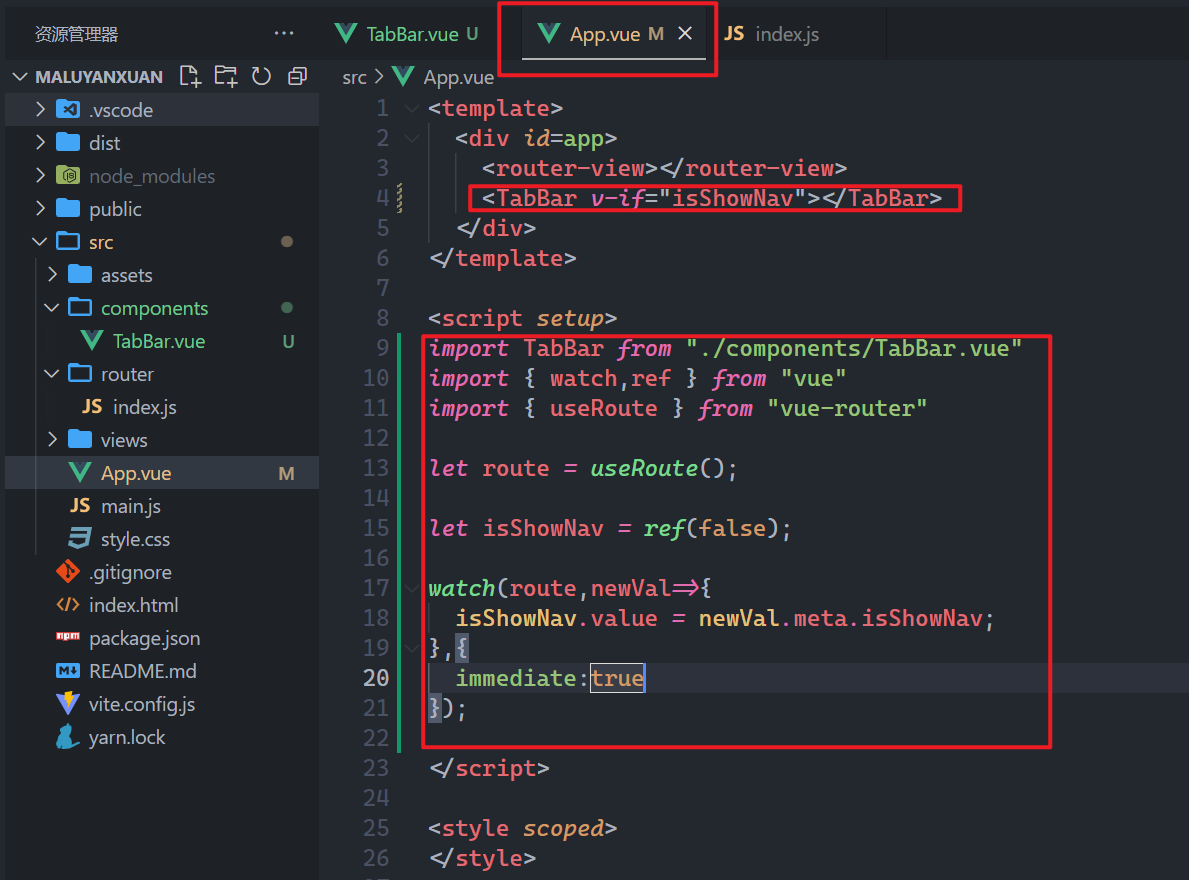 资源管理器
···
TabBar.vue U
App.vue M
JS index.js
MALUYANXUAN
src > App.vue
.vscode
dist
node_modules
public
src
assets
components
TabBar.vue U
router
JS index.js
views
App.vue M
JS main.js
style.css
.gitignore
index.html
npm package.json
README.md
vite.config.js
yarn.lock
1 <template>
2 <div id=app>
3 <router-view></router-view>
4 <TabBar v-if="isShowNav"></TabBar>
5 </div>
6 </template>
7
8 <script setup>
9 import TabBar from "./components/TabBar.vue"
10 import { watch,ref } from "vue"
11 import { useRoute } from "vue-router"
12
13 let route = useRoute();
14
15 let isShowNav = ref(false);
16
17 watch(route,newVal=>{
18 isShowNav.value = newVal.meta.isShowNav;
19 },{
20 immediate:true
21 });
22
23 </script>
24
25 <style scoped>
26 </style>